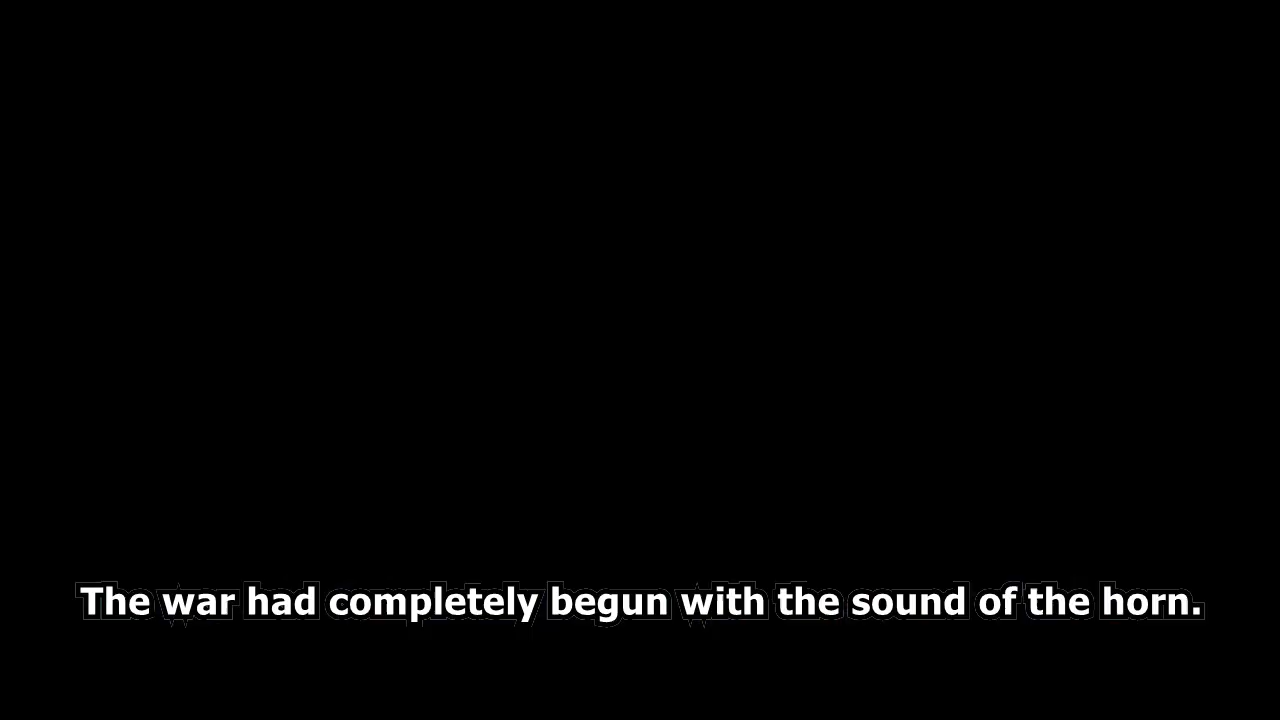 The war had completely begun with the sound of the horn.